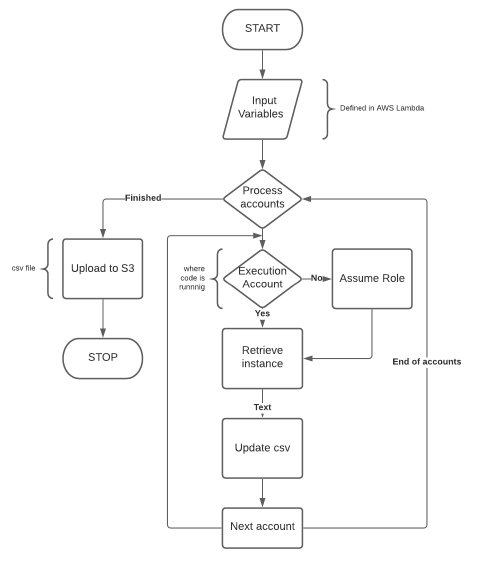 START
Input
Variables
Defined in AWS Lambda
Process
accounts
Finished
csv file
Upload to S3
where
code is
runnnig
Execution
Account
No
Assume Role
Yes
STOP
Retrieve
instance
End of accounts
Text
Update csv
Next account